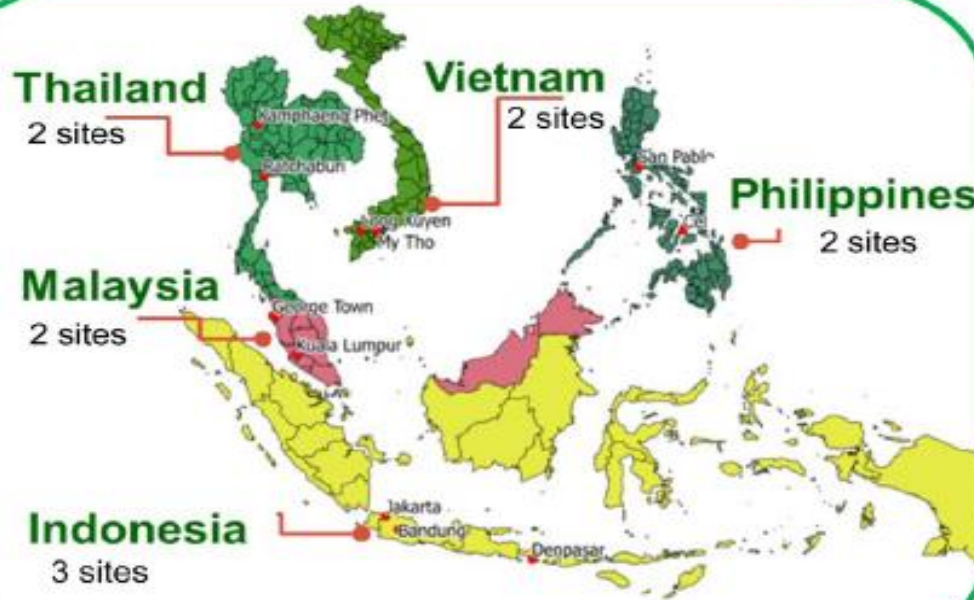 Thailand
2 sites
Kamphaeng Phet
Ratchaburi
Vietnam
2 sites
Long Xuyen
My Tho
San Pablo
Philippines
2 sites
Malaysia
2 sites
George Town
Kuala Lumpur
Indonesia
3 sites
Jakarta
Bandung
Denpasar